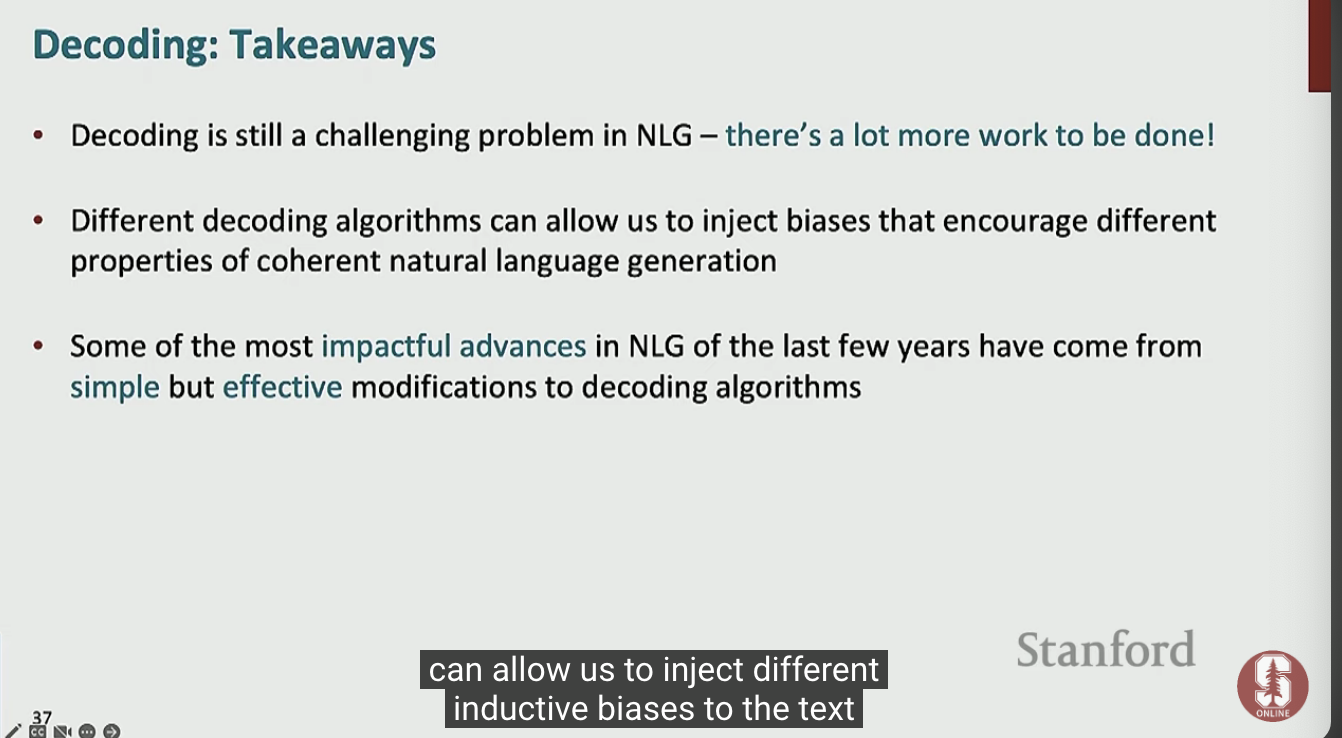 Decoding: Takeaways
• Decoding is still a challenging problem in NLG – there's a lot more work to be done!
• Different decoding algorithms can allow us to inject biases that encourage different
properties of coherent natural language generation
• Some of the most impactful advances in NLG of the last few years have come from
simple but effective modifications to decoding algorithms
Stanford
can allow us to inject different
inductive biases to the text
S
ONLINE
37
CC